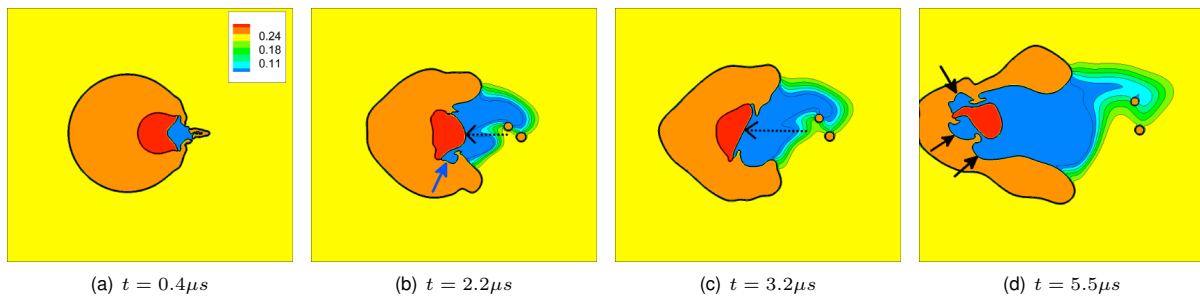 0.24
0.18
0.11
(a) t = 0.4μs
(b) t = 2.2μs
(c) t = 3.2μs
(d) t = 5.5μs